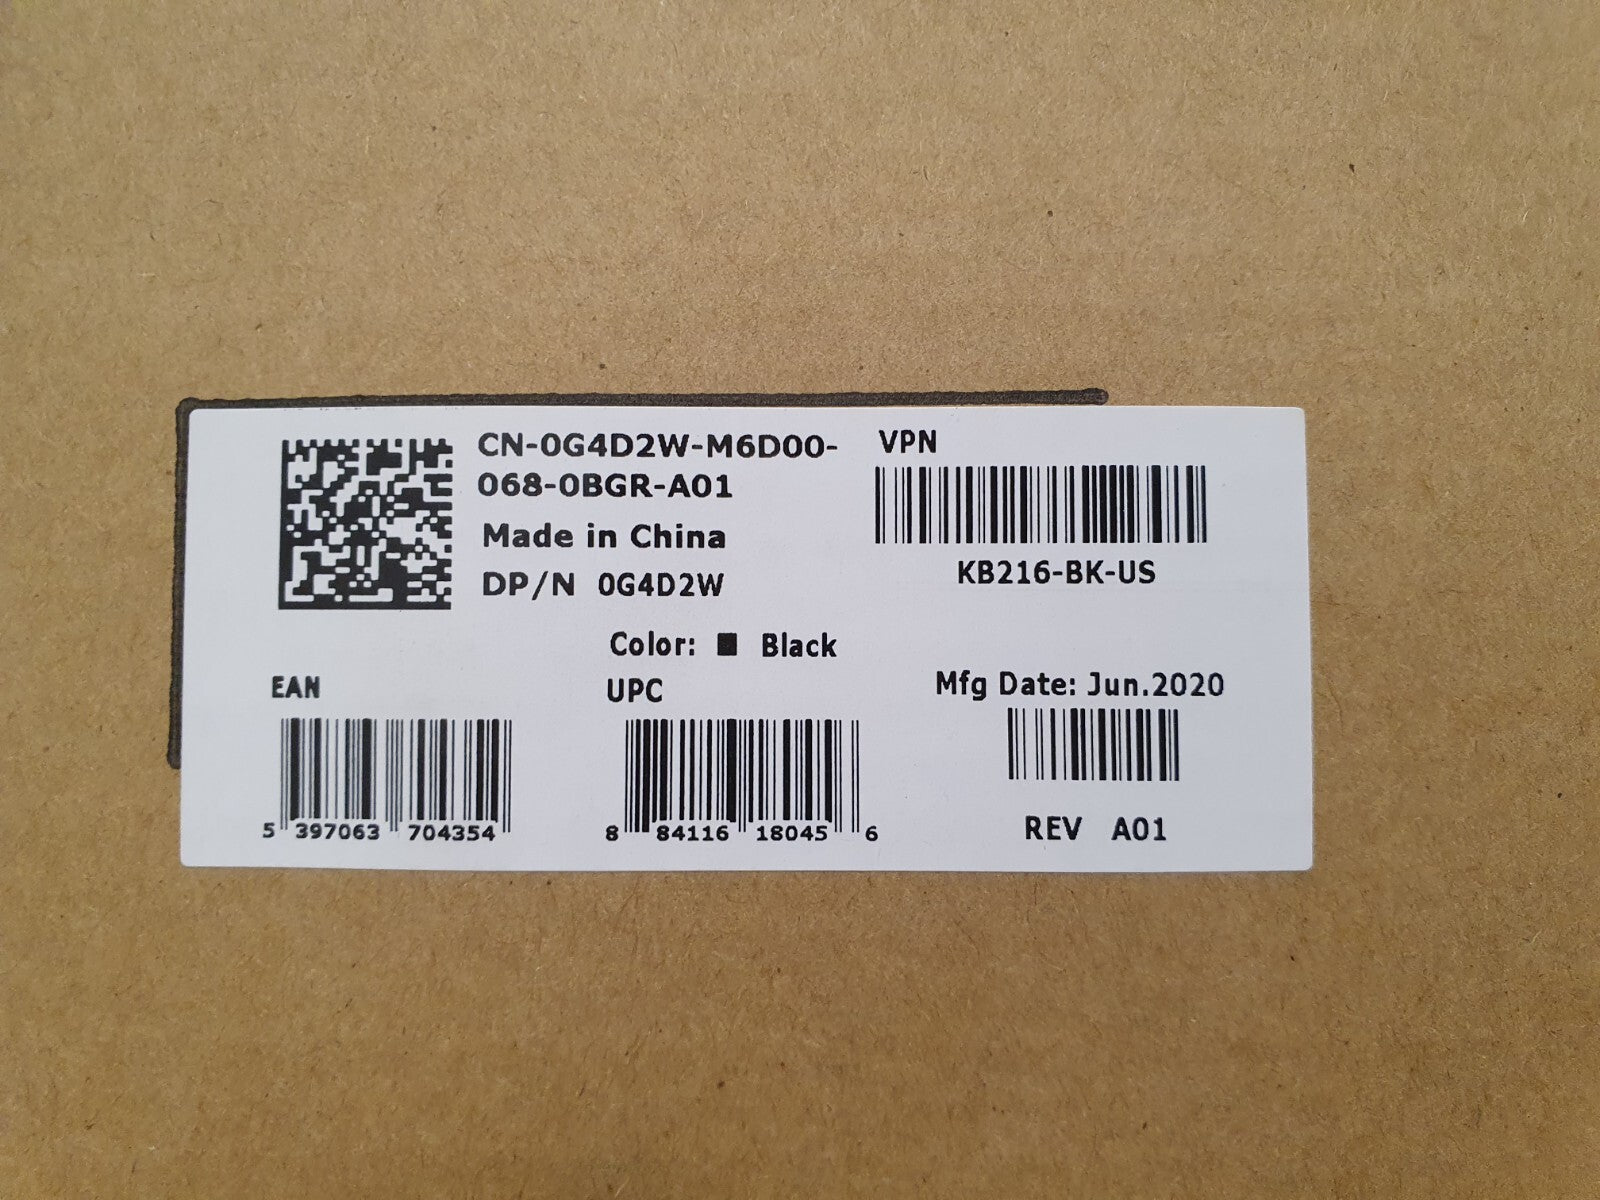 CN-0G4D2W-M6D00-
068-0BGR-A01
Made in China
DP/N 0G4D2W
VPN
KB216-BK-US
Color: Black
EAN
5 397063 704354
UPC
8 84116 18045 6
Mfg Date: Jun.2020
REV A01